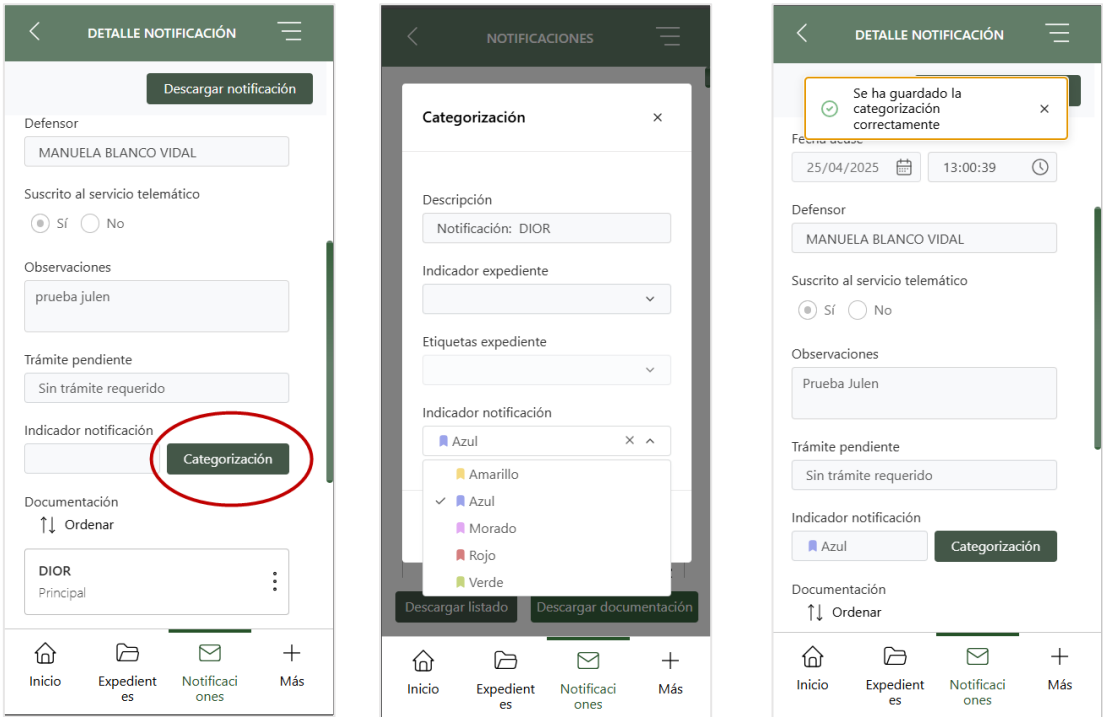 DETALLE NOTIFICACIÓN
Descargar notificación
Defensor
MANUELA BLANCO VIDAL
Suscrito al servicio telemático
Sí No
Observaciones
prueba julen
Trámite pendiente
Sin trámite requerido
Indicador notificación
Categorización
Documentación
Ordenar
DIOR
Principal
Inicio
Expedient
es
Notificaci
ones
Más
NOTIFICACIONES
Categorización
Descripción
Notificación: DIOR
Indicador expediente
Etiquetas expediente
Indicador notificación
Azul
Amarillo
Azul
Morado
Rojo
Verde
Descargar listado
Descargar documentación
Inicio
Expedient
es
Notificaci
ones
Más
DETALLE NOTIFICACIÓN
Se ha guardado la
categorización
correctamente
Fecha acuse
25/04/2025 13:00:39
Defensor
MANUELA BLANCO VIDAL
Suscrito al servicio telemático
Sí No
Observaciones
Prueba Julen
Trámite pendiente
Sin trámite requerido
Indicador notificación
Azul
Categorización
Documentación
Ordenar
Inicio
Expedient
es
Notificaci
ones
Más